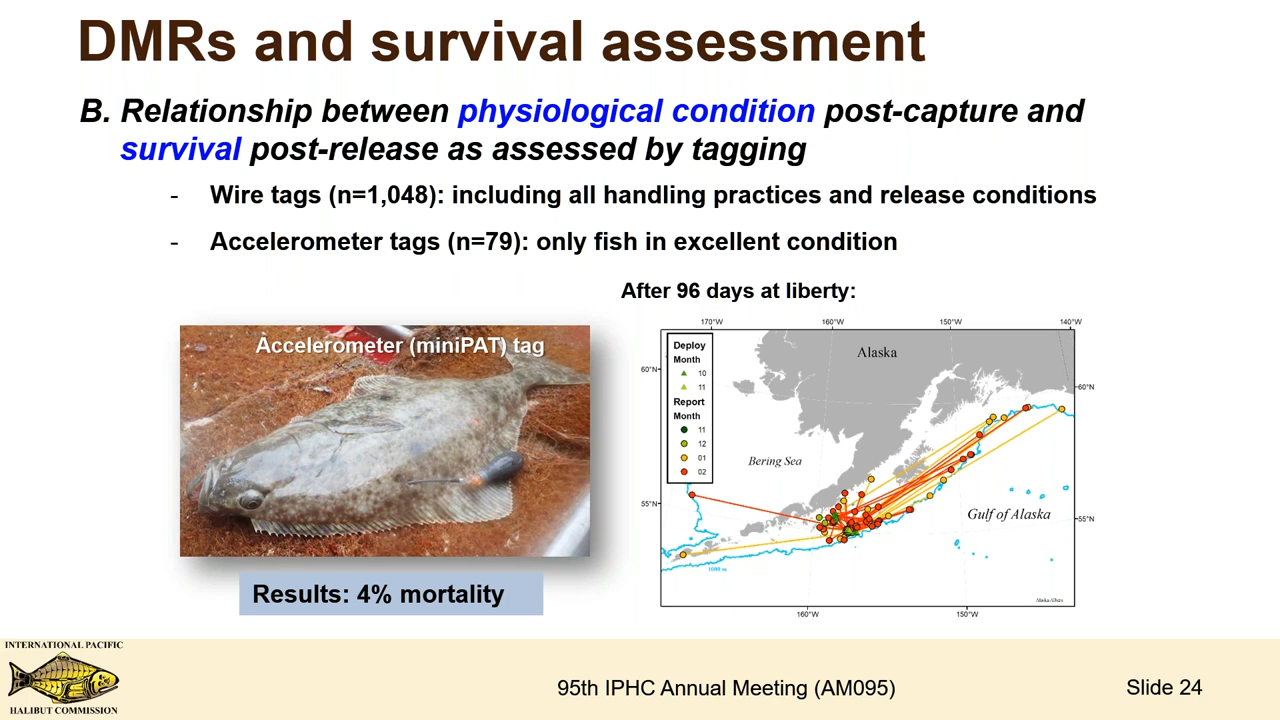 DMRs and survival assessment
B. Relationship between physiological condition post-capture and
survival post-release as assessed by tagging
- Wire tags (n=1,048): including all handling practices and release conditions
- Accelerometer tags (n=79): only fish in excellent condition
After 96 days at liberty:
Accelerometer (miniPAT) tag
Results: 4% mortality
170°W 160°W 150°W 140°W
Deploy
Month
10
11
Report
Month
11
12
01
02
Alaska
60°N
60°N
Bering Sea
55°N
Gulf of Alaska
55°N
1000 m
160°W 150°W
INTERNATIONAL PACIFIC
HALIBUT COMMISSION
95th IPHC Annual Meeting (AM095)
Slide 24